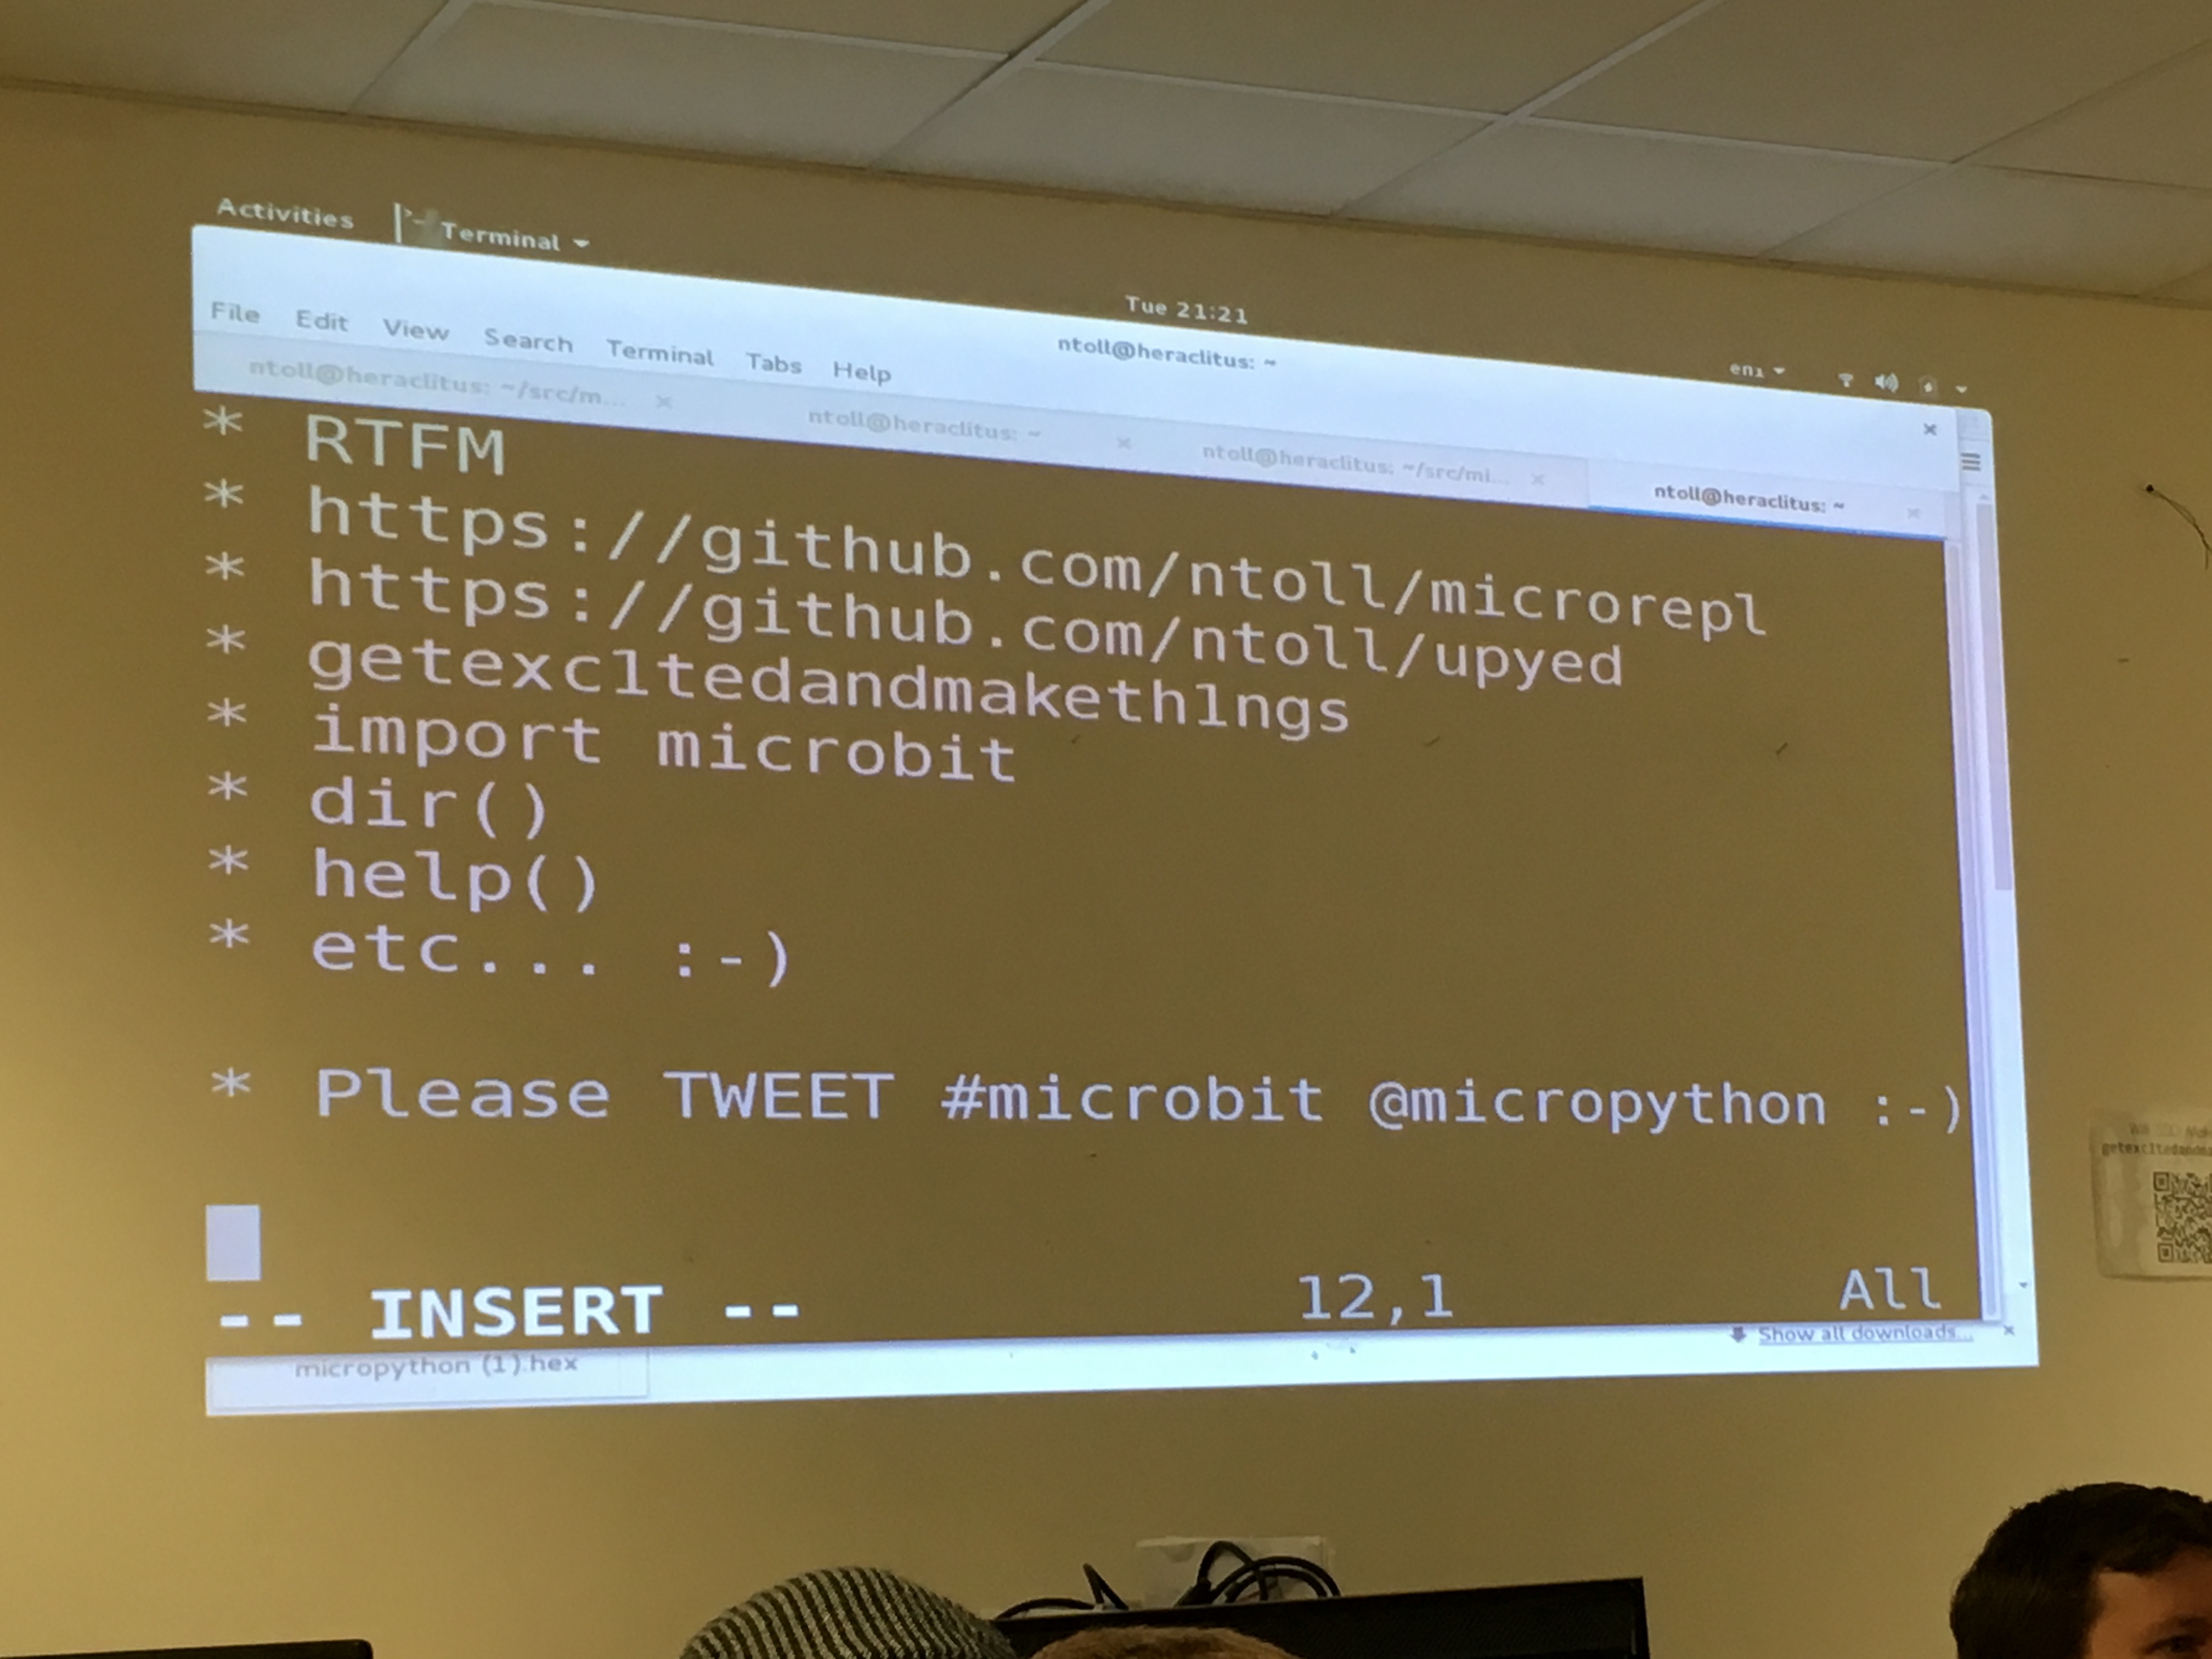 Activities Terminal
Tue 21:21
en1
ntoll@heraclitus: ~
File Edit View Search Terminal Tabs Help
ntoll@heraclitus: ~/src/m...
ntoll@heraclitus: ~
ntoll@heraclitus: ~/src/mi...
ntoll@heraclitus: ~
* RTFM
* https://github.com/ntoll/microrepl
* https://github.com/ntoll/upyed
* getexc1tedandmaketh1ngs
* import microbit
* dir()
* help()
* etc... :-)
* Please TWEET #microbit @micropython :-)
-- INSERT -- 12,1 All
micropython (1).hex
Show all downloads...